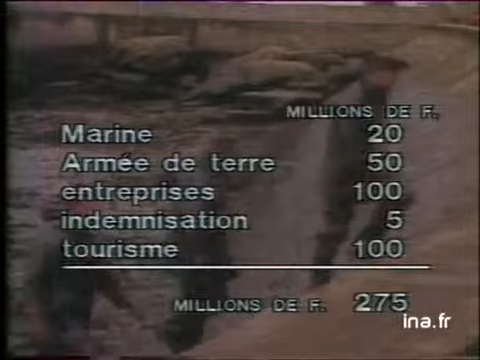 MILLIONS DE F.
Marine 20
Armée de terre 50
entreprises 100
indemnisation 5
tourisme 100
MILLIONS DE F. 275
ina.fr